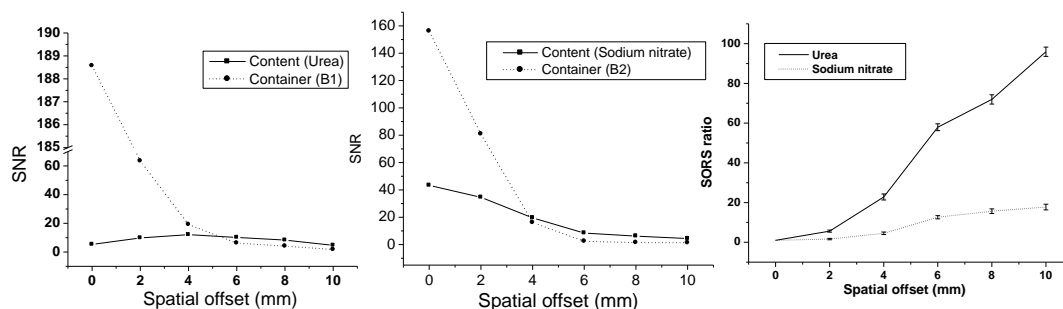 190
189
188
187
186
185
60
40
20
0
SNR
Content (Urea)
Container (B1)
0 2 4 6 8 10
Spatial offset (mm)
160
140
120
100
80
60
40
20
0
SNR
Content (Sodium nitrate)
Container (B2)
0 2 4 6 8 10
Spatial offset (mm)
100
80
60
40
20
0
SORS ratio
Urea
Sodium nitrate
0 2 4 6 8 10
Spatial offset (mm)